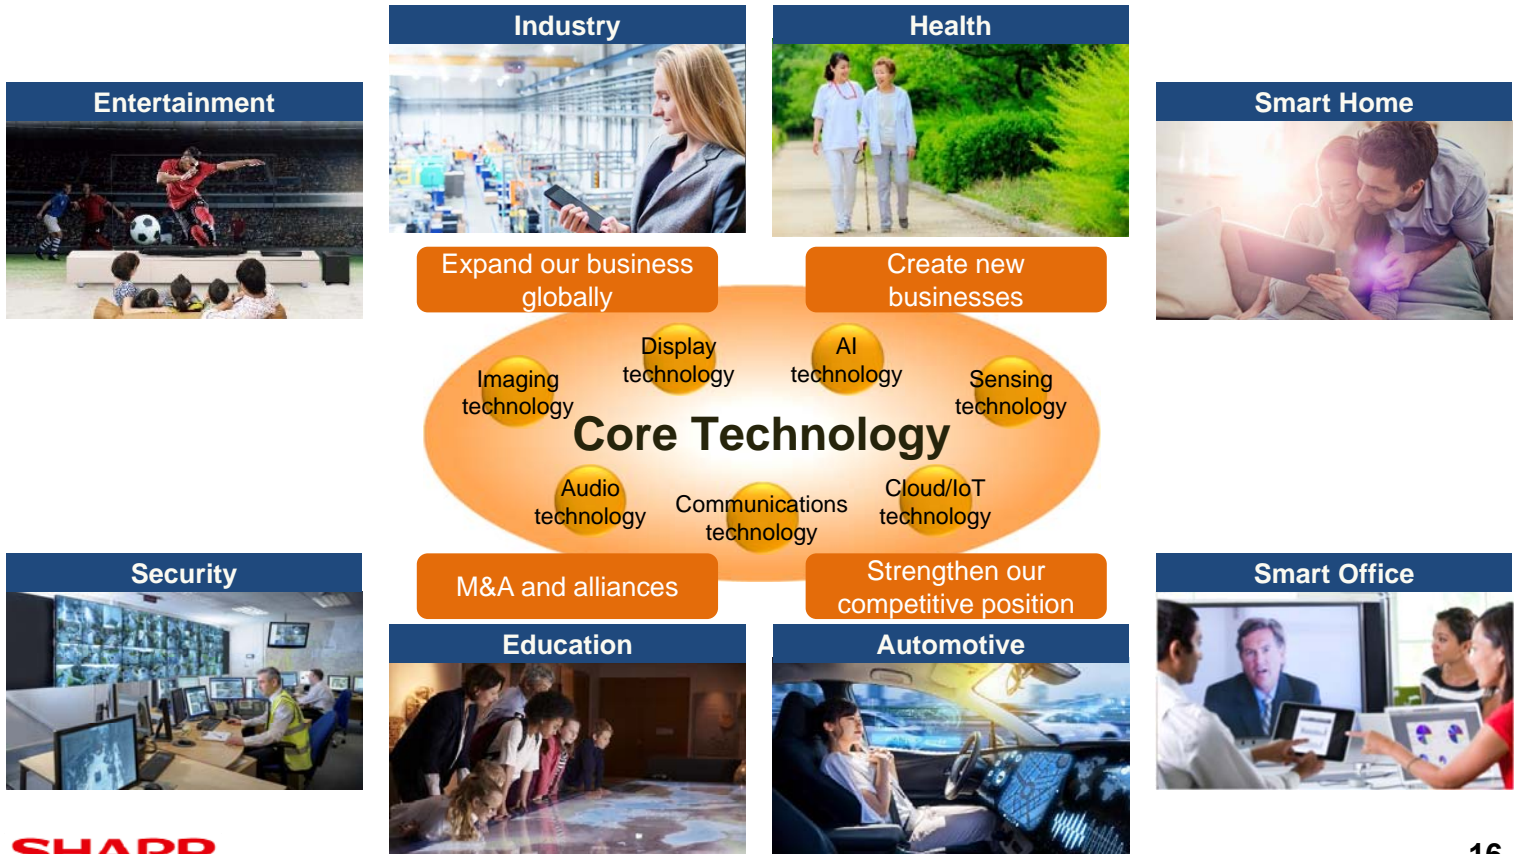 Industry
Health
Entertainment
Smart Home
Expand our business
globally
Create new
businesses
Display
technology
AI
technology
Imaging
technology
Sensing
technology
Core Technology
Audio
technology
Communications
technology
Cloud/IoT
technology
M&A and alliances
Strengthen our
competitive position
Security
Smart Office
Education
Automotive
SHARP
16